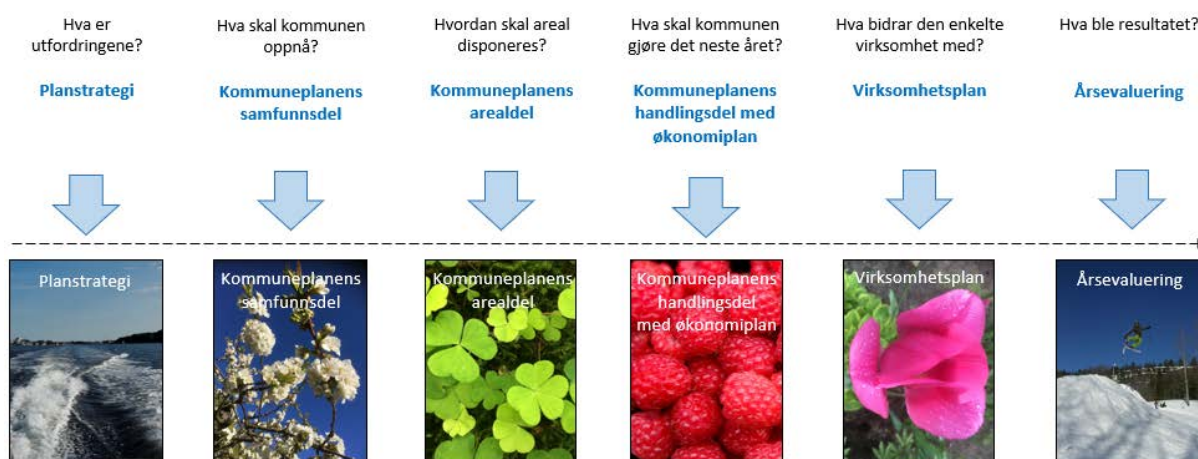 Hva er
utfordringene?
Planstrategi
Hva skal kommunen
oppnå?
Kommuneplanens
samfunnsdel
Hvordan skal areal
disponeres?
Kommuneplanens
arealdel
Hva skal kommunen
gjøre det neste året?
Kommuneplanens
handlingsdel med
økonomiplan
Hva bidrar den enkelte
virksomhet med?
Virksomhetsplan
Hva ble resultatet?
Årsevaluering
Planstrategi
Kommuneplanens
samfunnsdel
Kommuneplanens
arealdel
Kommuneplanens
handlingsdel
med økonomiplan
Virksomhetsplan
Årsevaluering